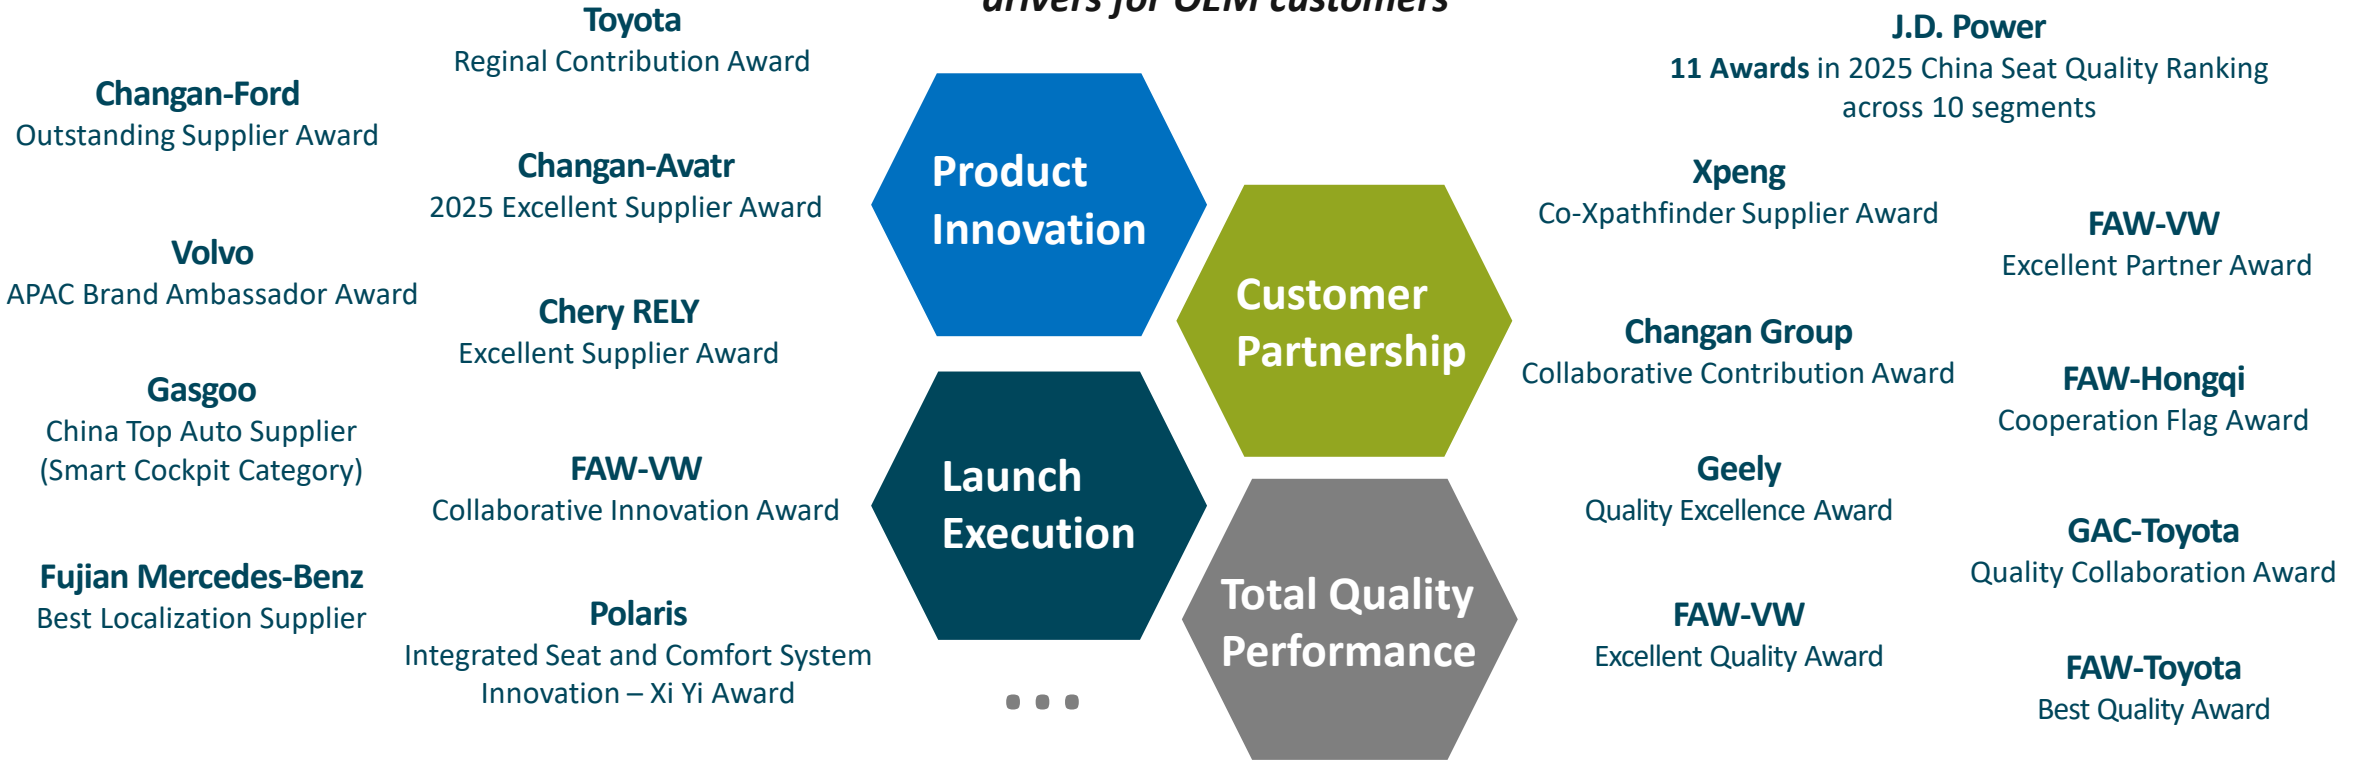 drivers for OEM customers
Toyota
Reginal Contribution Award
Changan-Ford
Outstanding Supplier Award
Changan-Avatr
2025 Excellent Supplier Award
Volvo
APAC Brand Ambassador Award
Chery RELY
Excellent Supplier Award
Gasgoo
China Top Auto Supplier
(Smart Cockpit Category)
FAW-VW
Collaborative Innovation Award
Fujian Mercedes-Benz
Best Localization Supplier
Polaris
Integrated Seat and Comfort System
Innovation – Xi Yi Award
Product
Innovation
Customer
Partnership
Launch
Execution
Total Quality
Performance
...
J.D. Power
11 Awards in 2025 China Seat Quality Ranking
across 10 segments
Xpeng
Co-Xpathfinder Supplier Award
FAW-VW
Excellent Partner Award
Changan Group
Collaborative Contribution Award
FAW-Hongqi
Cooperation Flag Award
Geely
Quality Excellence Award
GAC-Toyota
Quality Collaboration Award
FAW-VW
Excellent Quality Award
FAW-Toyota
Best Quality Award